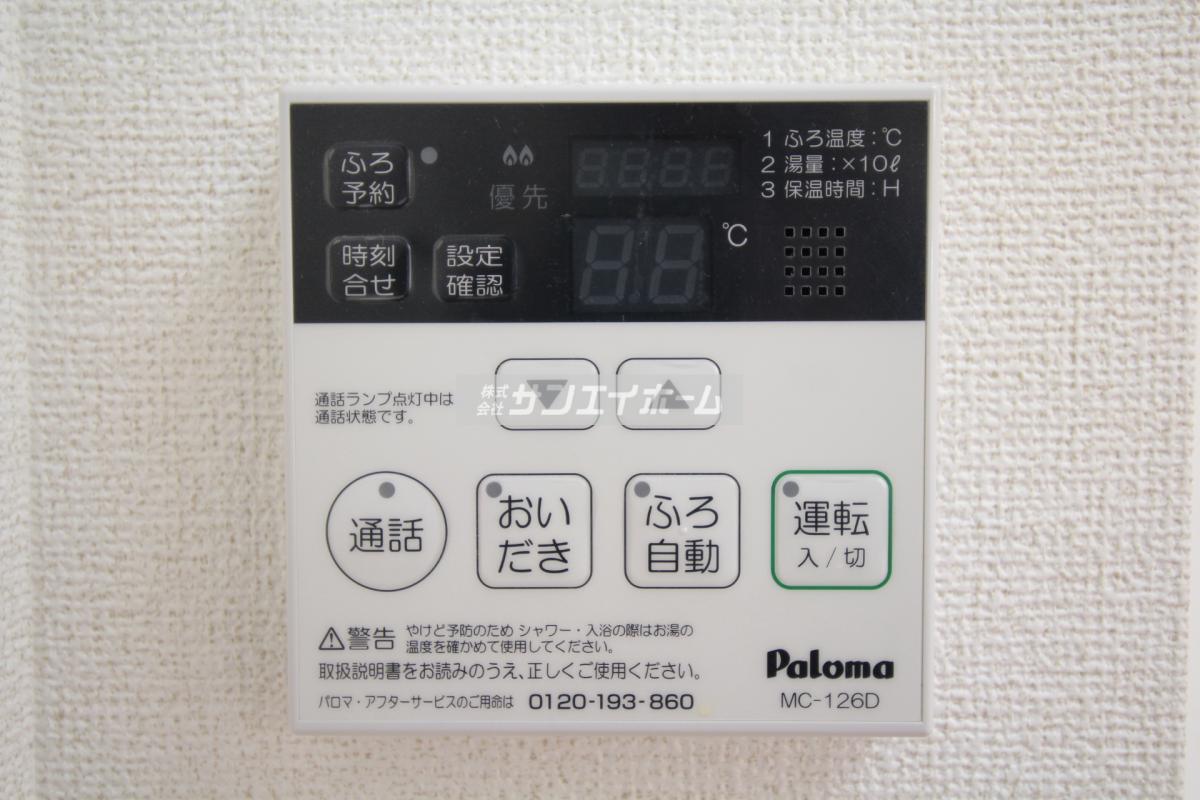 ふろ
予約
優先
1 ふろ温度：℃
2 湯量：×10ℓ
3 保温時間：H
時刻
合せ
設定
確認
℃
通話ランプ点灯中は
通話状態です。
株式
会社 サンエイホーム
通話
おい
だき
ふろ
自動
運転
入/切
警告 やけど予防のため シャワー・入浴の際はお湯の
温度を確かめて使用してください。
取扱説明書をお読みのうえ、正しくご使用ください。
パロマ・アフターサービスのご用命は 0120-193-860
Paloma
MC-126D